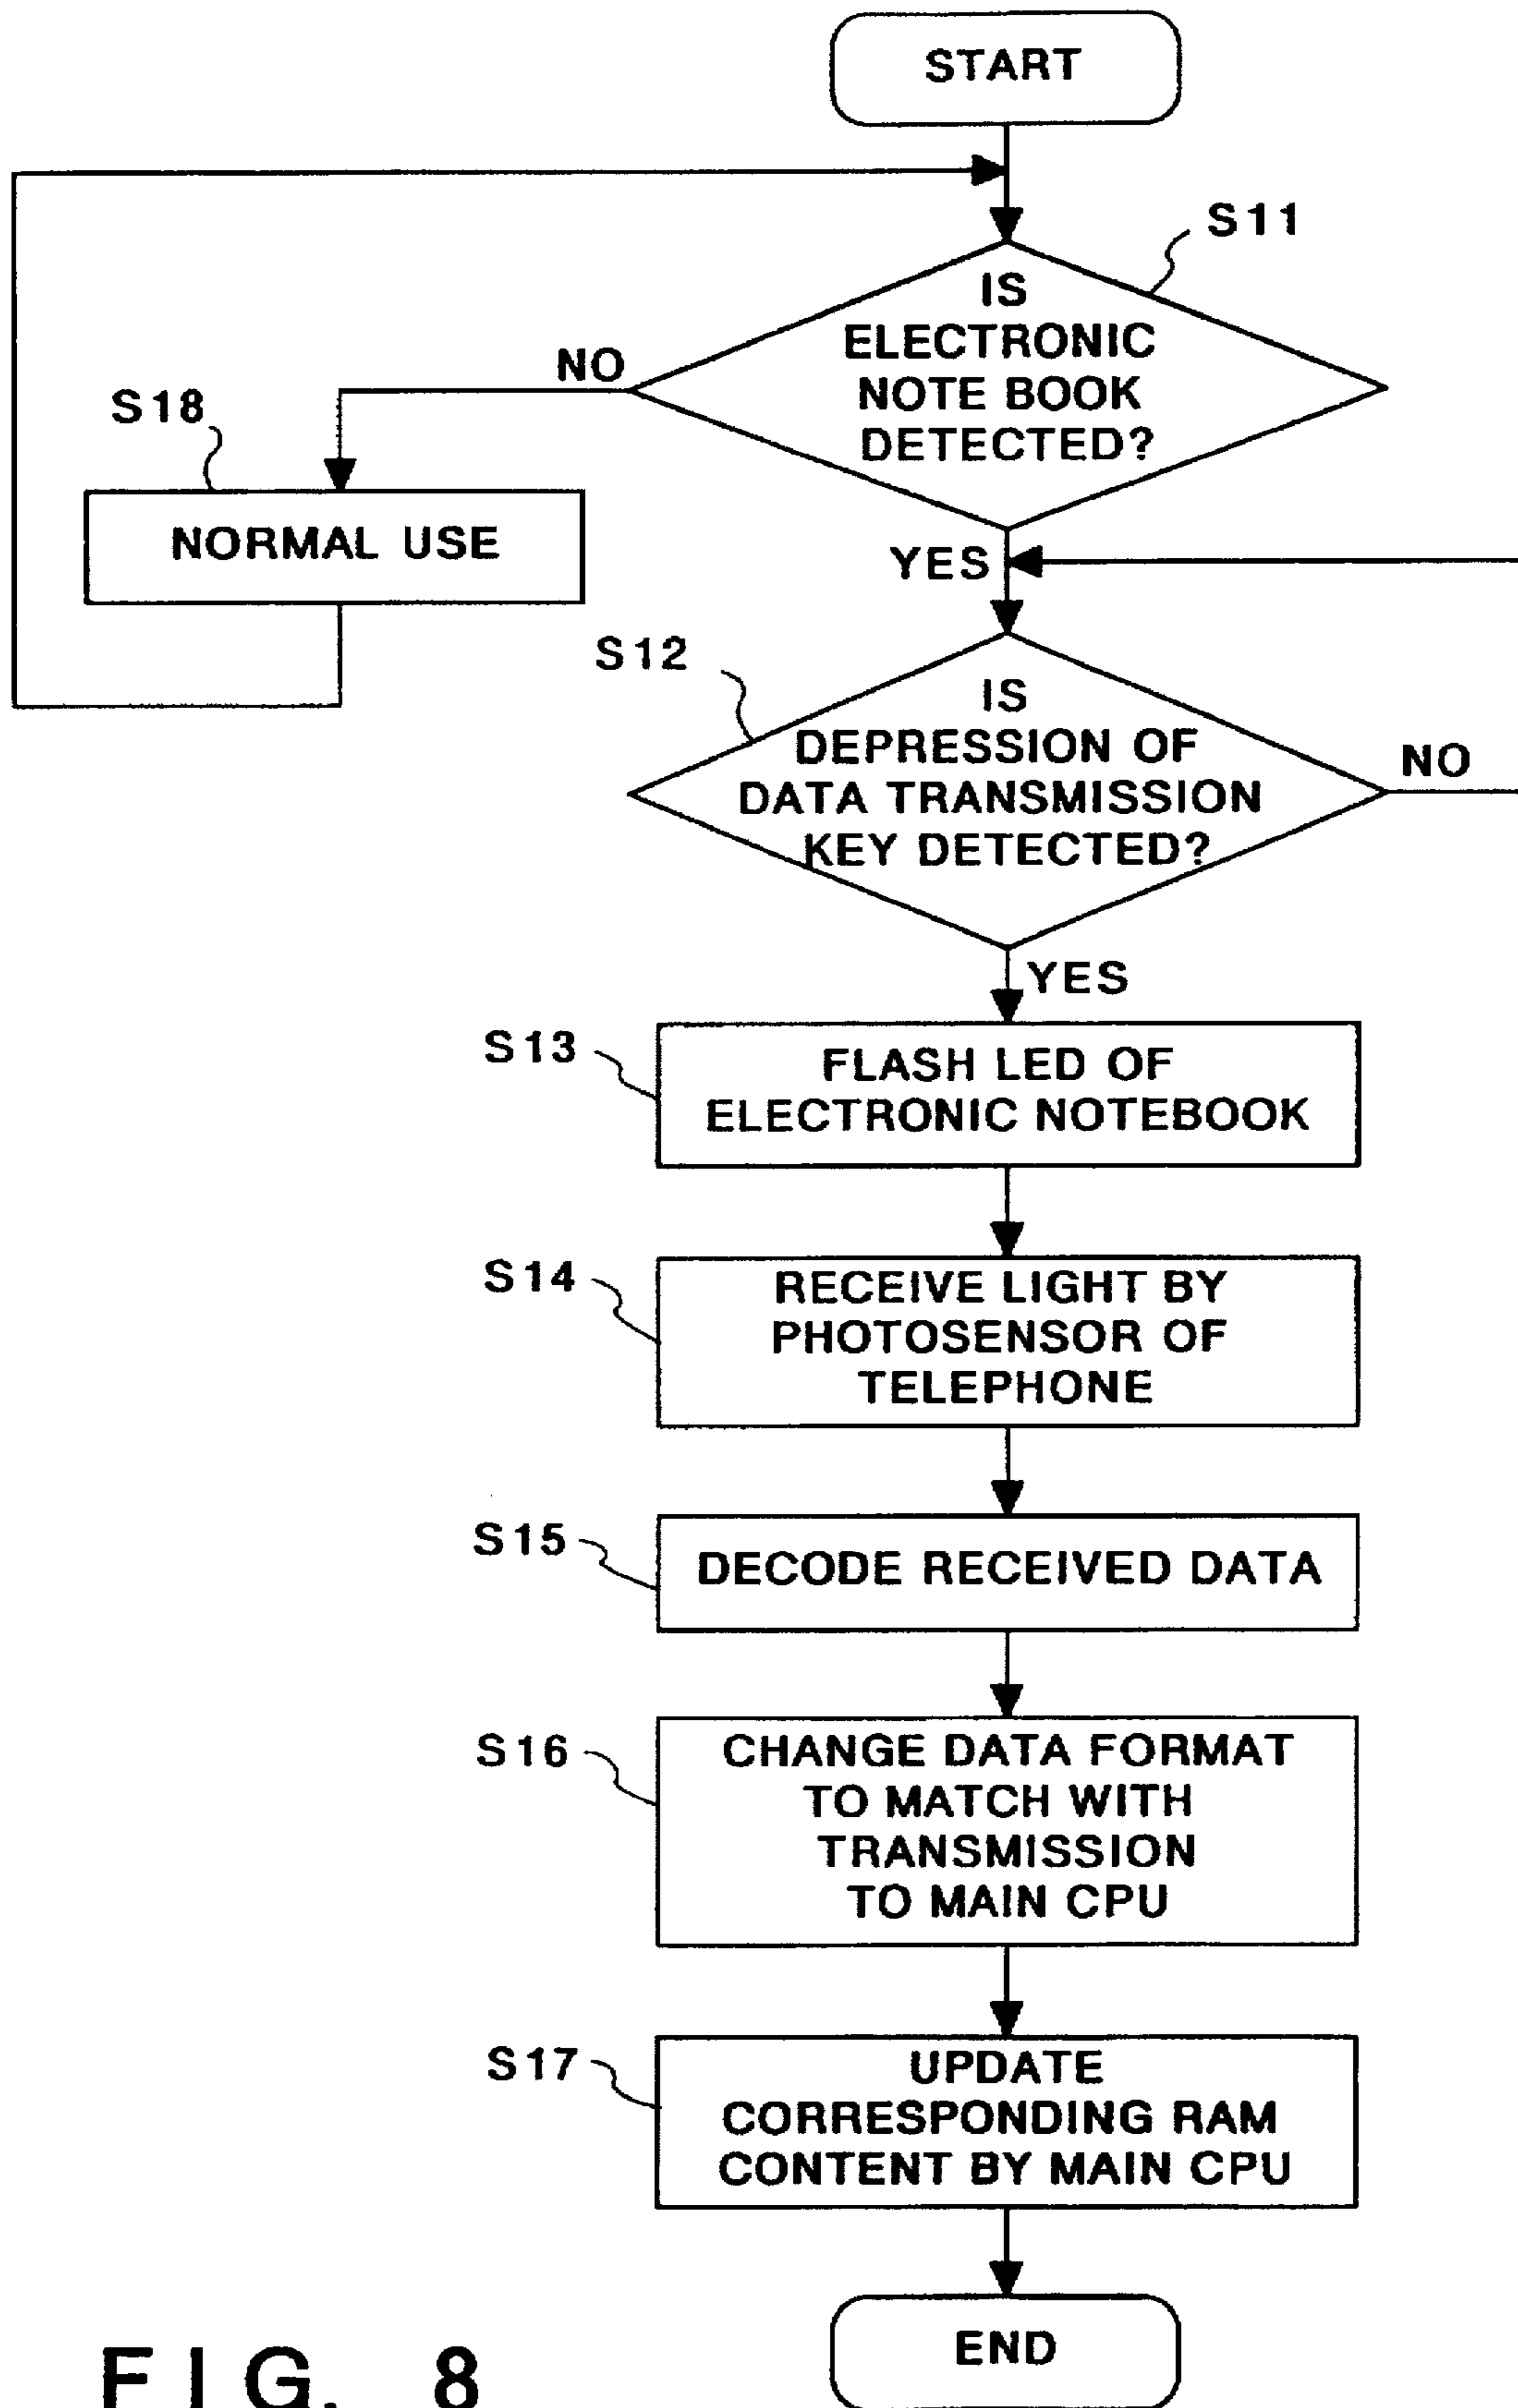 START
S11
IS
ELECTRONIC
NOTE BOOK
DETECTED?
NO
S18
NORMAL USE
YES
S12
IS
DEPRESSION OF
DATA TRANSMISSION
KEY DETECTED?
NO
YES
S13
FLASH LED OF
ELECTRONIC NOTEBOOK
S14
RECEIVE LIGHT BY
PHOTOSENSOR OF
TELEPHONE
S15
DECODE RECEIVED DATA
S16
CHANGE DATA FORMAT
TO MATCH WITH
TRANSMISSION
TO MAIN CPU
S17
UPDATE
CORRESPONDING RAM
CONTENT BY MAIN CPU
END
FIG. 8